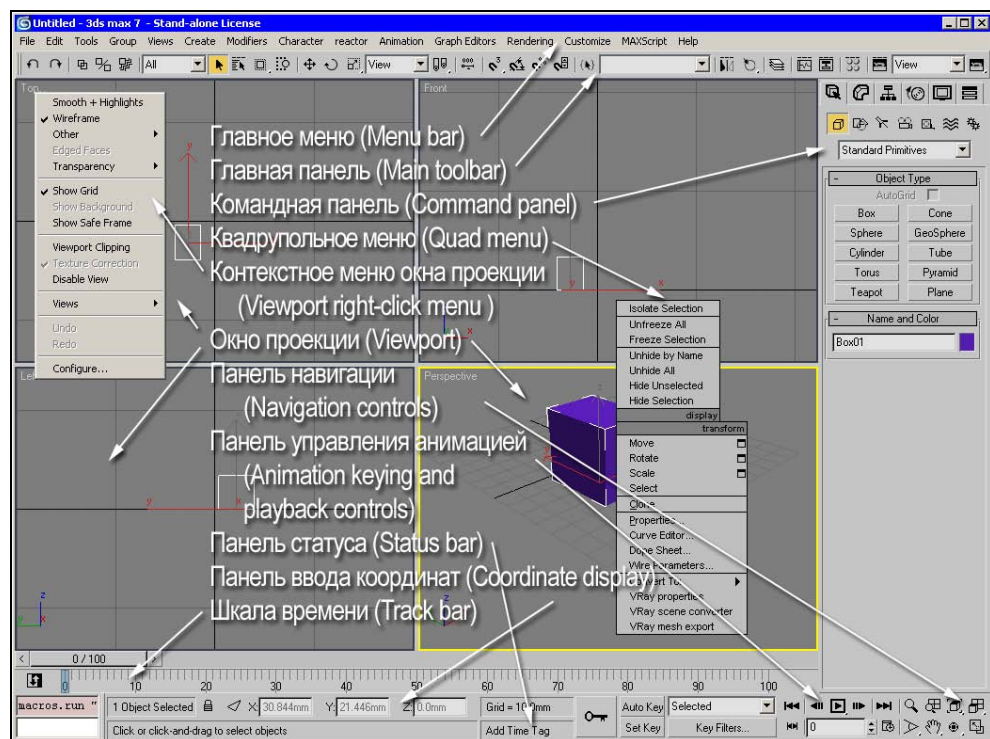 Untitled - 3ds max 7 - Stand-alone License
File Edit Tools Group Views Create Modifiers Character reactor Animation Graph Editors Rendering Customize MAXScript Help
All
View
View
Top
Smooth + Highlights
Wireframe
Other
Edged Faces
Transparency
Show Grid
Show Background
Show Safe Frame
Viewport Clipping
Texture Correction
Disable View
Views
Undo
Redo
Configure...
Front
Главное меню (Menu bar)
Главная панель (Main toolbar)
Командная панель (Command panel)
Квадрупольное меню (Quad menu)
Контекстное меню окна проекции
(Viewport right-click menu )
Окно проекции (Viewport)
Панель навигации
(Navigation controls)
Панель управления анимацией
(Animation keying and
playback controls)
Панель статуса (Status bar)
Панель ввода координат (Coordinate display)
Шкала времени (Track bar)
Perspective
Isolate Selection
Unfreeze All
Freeze Selection
Unhide by Name
Unhide All
Hide Unselected
Hide Selection
display
transform
Move
Rotate
Scale
Select
Clone
Properties...
Curve Editor...
Dope Sheet...
Wire Parameters...
Convert To:
VRay properties
VRay scene converter
VRay mesh export
Standard Primitives
- Object Type
AutoGrid
Box Cone
Sphere GeoSphere
Cylinder Tube
Torus Pyramid
Teapot Plane
- Name and Color
Box01
< 0 / 100 >
0 10 20 30 40 50 60 70 80 90 100
macros.run "
1 Object Selected X: 30.844mm Y: 21.446mm Z: 0.0mm Grid = 10.0mm
Auto Key Selected
Click or click-and-drag to select objects Add Time Tag
Set Key Key Filters... 0